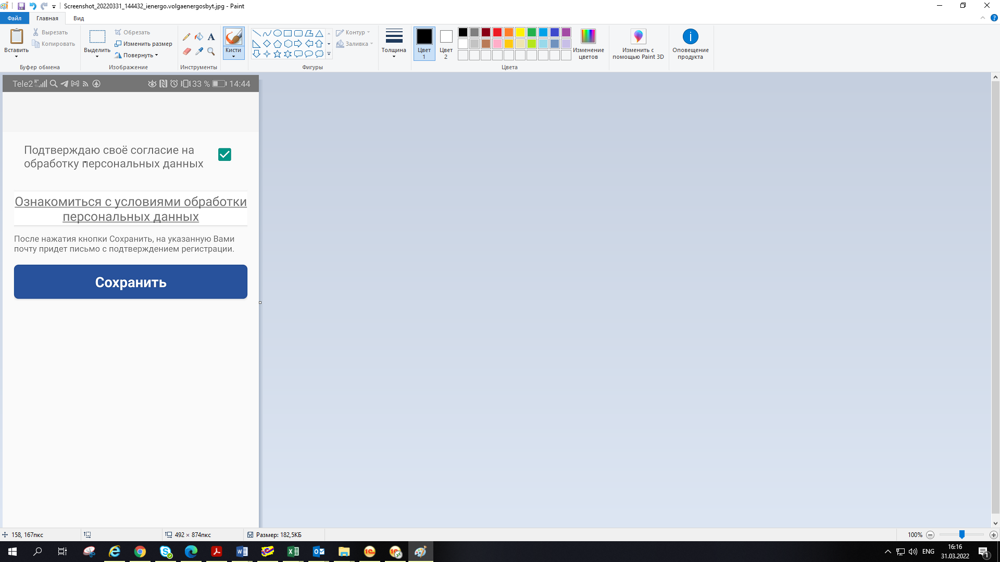 Screenshot_20220331_144432_ienergo.volgaenergosbyt.jpg - Paint
Файл Главная Вид
Вставить
Вырезать
Копировать
Буфер обмена
Выделить
Обрезать
Изменить размер
Повернуть
Изображение
A
Инструменты
Кисти
Контур
Заливка
Фигуры
Толщина
Цвет
1
Цвет
2
Изменение
цветов
Цвета
Изменить с
помощью Paint 3D
Оповещение
продукта
Tele2 33 % 14:44
Подтверждаю своё согласие на
обработку персональных данных
Ознакомиться с условиями обработки
персональных данных
После нажатия кнопки Сохранить, на указанную Вами
почту придет письмо с подтверждением регистрации.
Сохранить
158, 167пкс 492 × 874пкс Размер: 182,5КБ 100%
ENG
16:16
31.03.2022
1